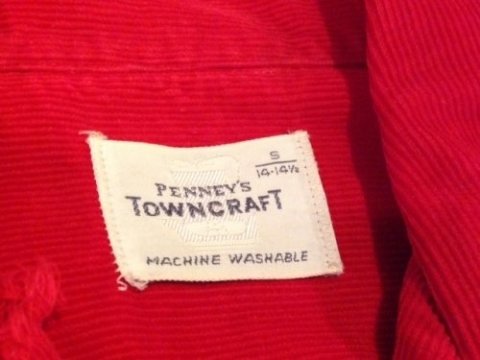 S
14-14½
PENNEY'S
TOWNCRAFT
MACHINE WASHABLE